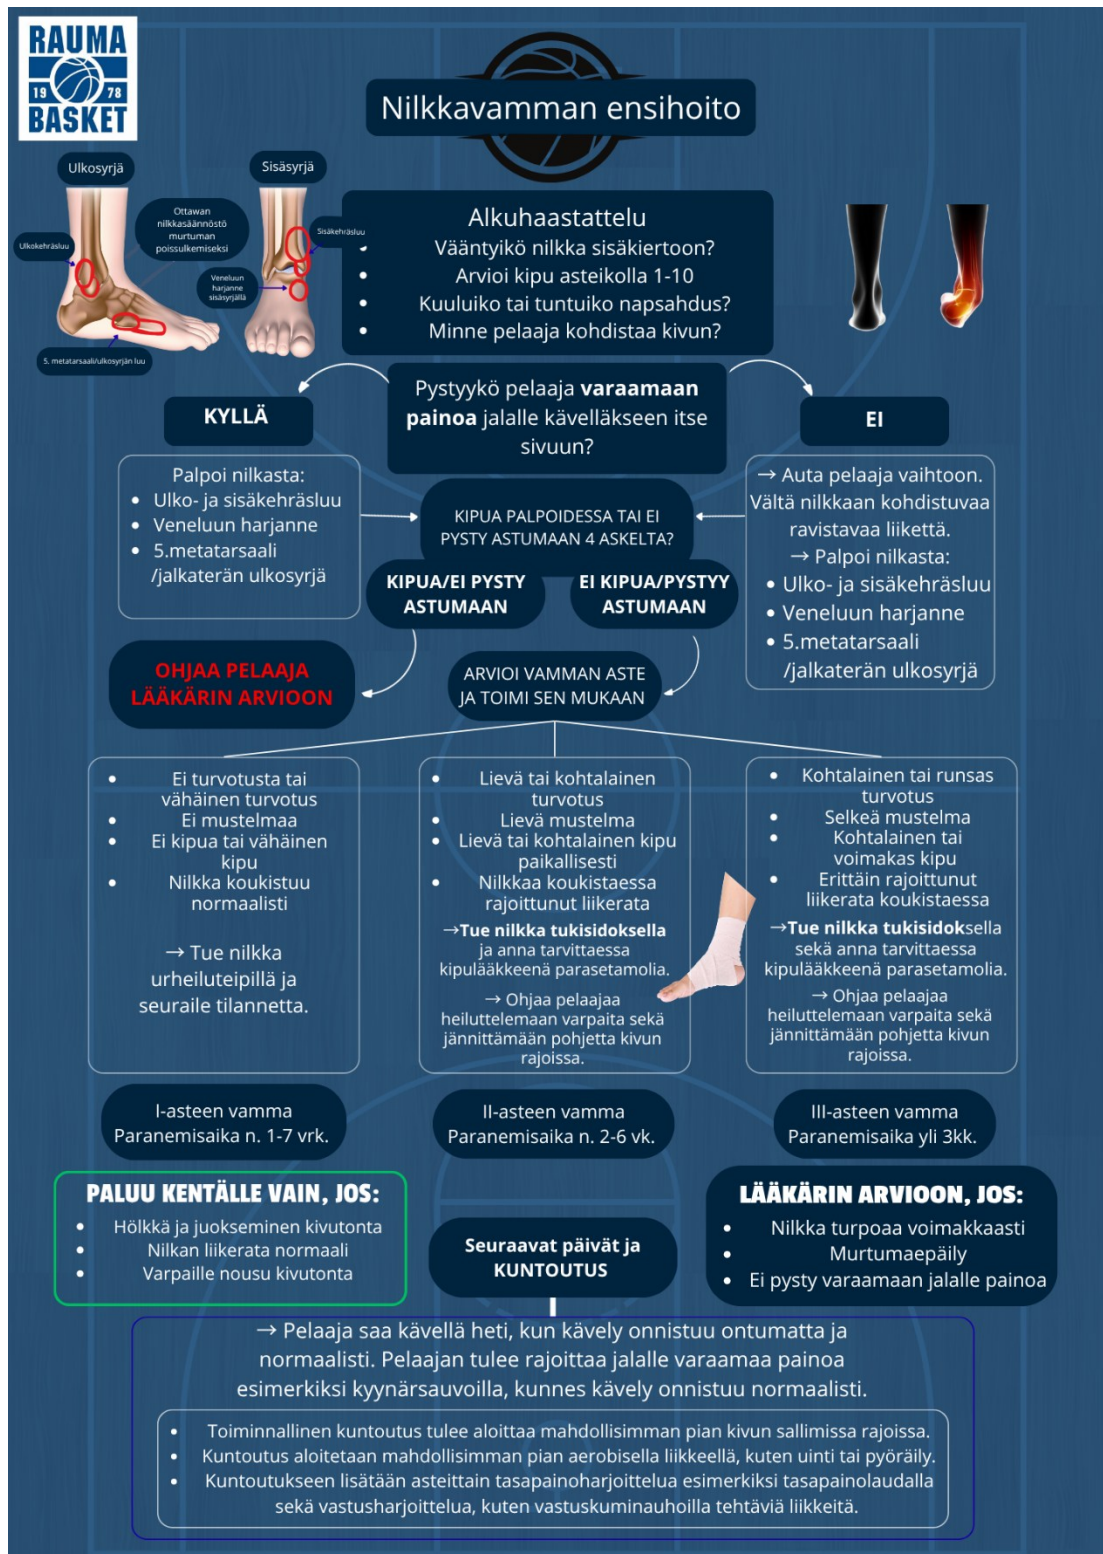 RAUMA
19 78
BASKET
Nilkkavamman ensihoito
Ulkosyrjä
Sisäsyrjä
Ottawan
nilkkasäännöstö
murtuman
poissulkemiseksi
Ulkokehräsluu
Sisäkehräsluu
Veneluun
harjanne
sisäsyrjällä
5. metatarsaali/ulkosyrjän luu
Alkuhaastattelu
• Vääntyikö nilkka sisäkiertoon?
• Arvioi kipu asteikolla 1-10
• Kuuluiko tai tuntuiko napsahdus?
• Minne pelaaja kohdistaa kivun?
Pystyykö pelaaja varaamaan
painoa jalalle kävelläkseen itse
sivuun?
KYLLÄ
EI
Palpoi nilkasta:
• Ulko- ja sisäkehräsluu
• Veneluun harjanne
• 5.metatarsaali
/jalkaterän ulkosyrjä
→ Auta pelaaja vaihtoon.
Vältä nilkkaan kohdistuvaa
ravistavaa liikettä.
→ Palpoi nilkasta:
• Ulko- ja sisäkehräsluu
• Veneluun harjanne
• 5.metatarsaali
/jalkaterän ulkosyrjä
KIPUA PALPOIDESSA TAI EI
PYSTY ASTUMAAN 4 ASKELTA?
KIPUA/EI PYSTY
ASTUMAAN
EI KIPUA/PYSTYY
ASTUMAAN
OHJAA PELAAJA
LÄÄKÄRIN ARVIOON
ARVIOI VAMMAN ASTE
JA TOIMI SEN MUKAAN
• Ei turvotusta tai
vähäinen turvotus
• Ei mustelmaa
• Ei kipua tai vähäinen
kipu
• Nilkka koukistuu
normaalisti
→ Tue nilkka
urheiluteipillä ja
seuraile tilannetta.
• Lievä tai kohtalainen
turvotus
• Lievä mustelma
• Lievä tai kohtalainen kipu
paikallisesti
• Nilkkaa koukistaessa
rajoittunut liikerata
→Tue nilkka tukisidoksella
ja anna tarvittaessa
kipulääkkeenä parasetamolia.
→ Ohjaa pelaajaa
heiluttelemaan varpaita sekä
jännittämään pohjetta kivun
rajoissa.
• Kohtalainen tai runsas
turvotus
• Selkeä mustelma
• Kohtalainen tai
voimakas kipu
• Erittäin rajoittunut
liikerata koukistaessa
→Tue nilkka tukisidoksella
sekä anna tarvittaessa
kipulääkkeenä parasetamolia.
→ Ohjaa pelaajaa
heiluttelemaan varpaita sekä
jännittämään pohjetta kivun
rajoissa.
I-asteen vamma
Paranemisaika n. 1-7 vrk.
II-asteen vamma
Paranemisaika n. 2-6 vk.
III-asteen vamma
Paranemisaika yli 3kk.
PALUU KENTÄLLE VAIN, JOS:
• Hölkkä ja juokseminen kivutonta
• Nilkan liikerata normaali
• Varpaille nousu kivutonta
Seuraavat päivät ja
KUNTOUTUS
LÄÄKÄRIN ARVIOON, JOS:
• Nilkka turpoaa voimakkaasti
• Murtumaepäily
• Ei pysty varaamaan jalalle painoa
→ Pelaaja saa kävellä heti, kun kävely onnistuu ontumatta ja
normaalisti. Pelaajan tulee rajoittaa jalalle varaamaa painoa
esimerkiksi kyynärsauvoilla, kunnes kävely onnistuu normaalisti.
• Toiminnallinen kuntoutus tulee aloittaa mahdollisimman pian kivun sallimissa rajoissa.
• Kuntoutus aloitetaan mahdollisimman pian aerobisella liikkeellä, kuten uinti tai pyöräily.
• Kuntoutukseen lisätään asteittain tasapainoharjoittelua esimerkiksi tasapainolaudalla
sekä vastusharjoittelua, kuten vastuskuminauhoilla tehtäviä liikkeitä.